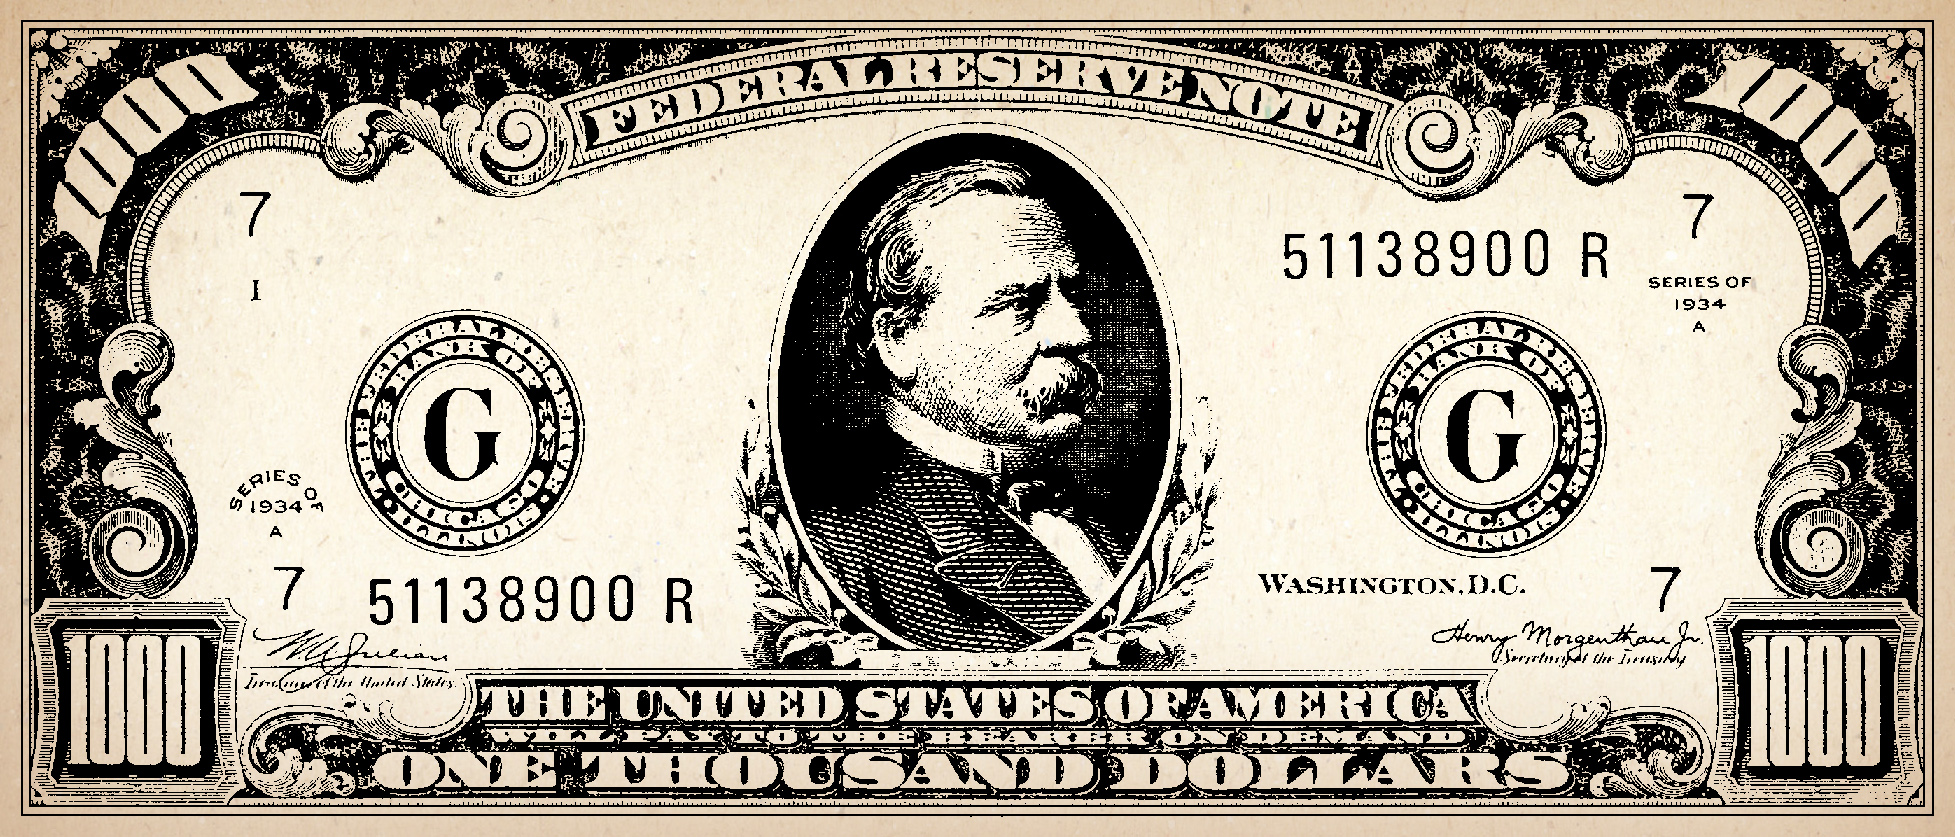 FEDERAL RESERVE NOTE
1000
1000
7
7
I
51138900 R
SERIES OF
1934
A
FEDERAL RESERVE
BANK OF
G
CHICAGO
ILLINOIS
FEDERAL RESERVE
BANK OF
G
CHICAGO
ILLINOIS
SERIES OF
1934
A
7
51138900 R
WASHINGTON, D.C.
7
Henry Morgenthau Jr.
Secretary of the Treasury
Treasurer of the United States
1000
THE UNITED STATES OF AMERICA
WILL PAY TO THE BEARER ON DEMAND
ONE THOUSAND DOLLARS
1000